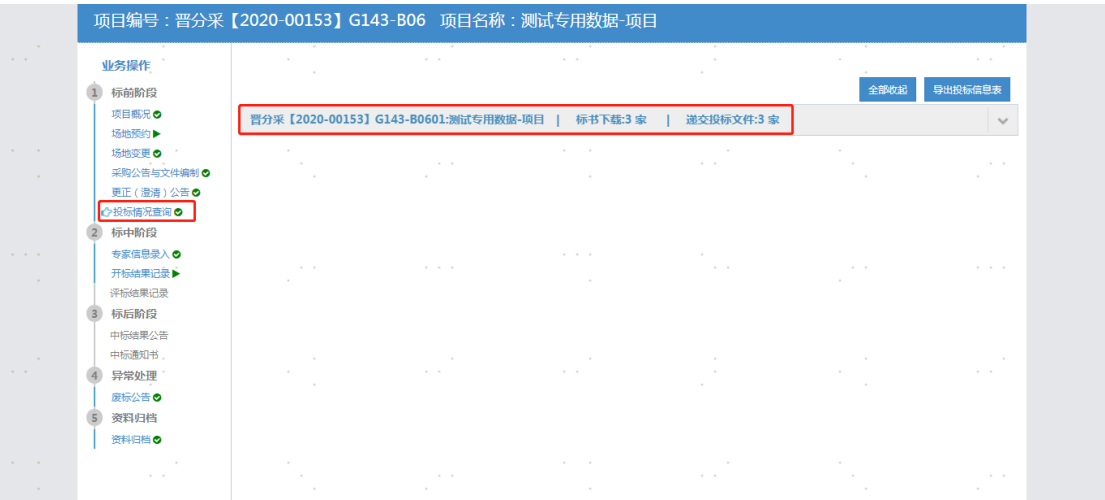 项目编号：晋分采【2020-00153】G143-B06 项目名称：测试专用数据-项目
业务操作
全部收起 导出投标信息表
1 标前阶段
项目概况
场地预约
场地变更
采购公告与文件编制
更正（澄清）公告
投标情况查询
2 标中阶段
专家信息录入
开标结果记录
评标结果记录
3 标后阶段
中标结果公告
中标通知书
4 异常处理
废标公告
5 资料归档
资料归档
晋分采【2020-00153】G143-B0601:测试专用数据-项目 | 标书下载:3 家 | 递交投标文件:3 家